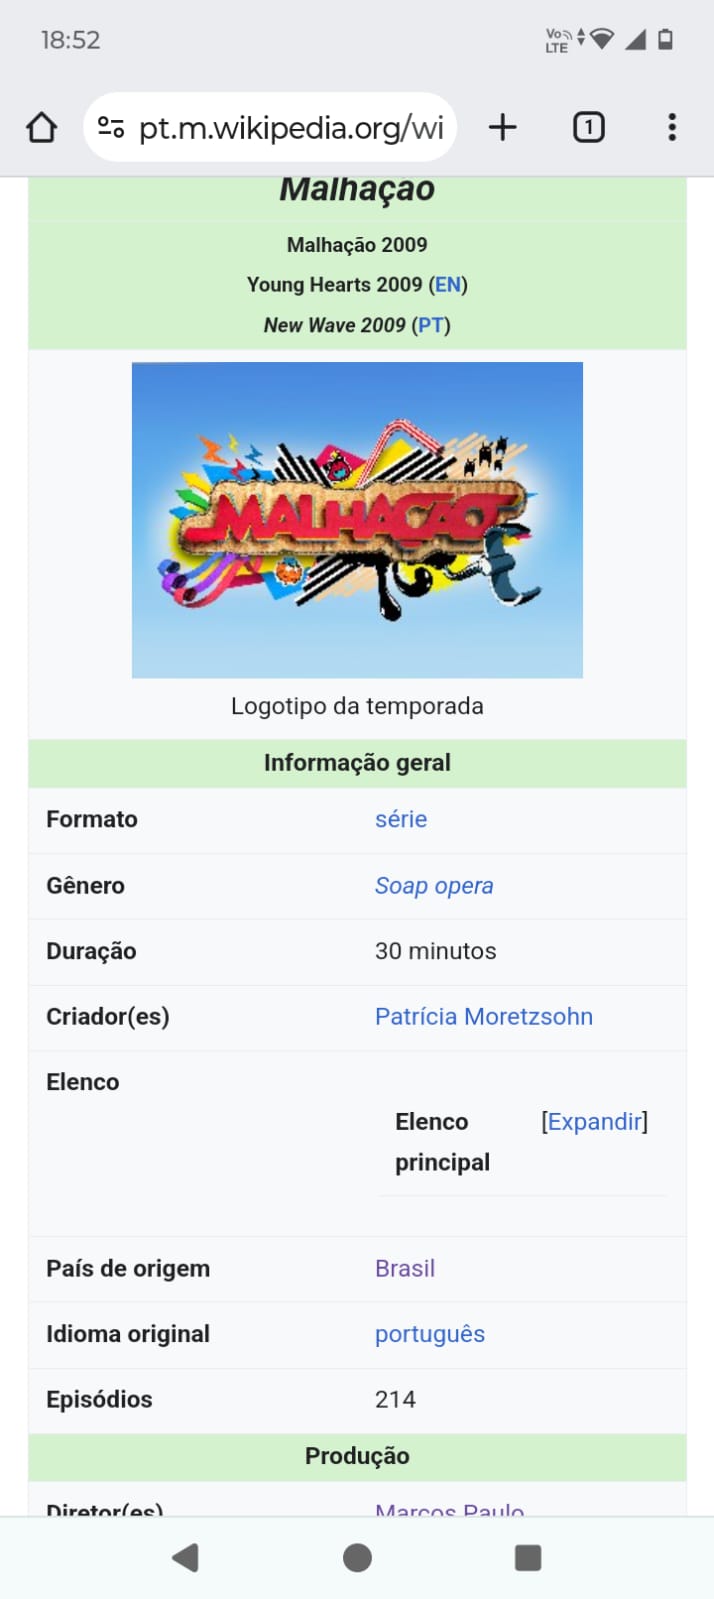 18:52
Vo
LTE
pt.m.wikipedia.org/wi
1
Malhação
Malhação 2009
Young Hearts 2009 (EN)
New Wave 2009 (PT)
MALHAÇÃO
Logotipo da temporada
Informação geral
Formato série
Gênero Soap opera
Duração 30 minutos
Criador(es) Patrícia Moretzsohn
Elenco
Elenco [Expandir]
principal
País de origem Brasil
Idioma original português
Episódios 214
Produção
Diretor(es) Marcos Paulo